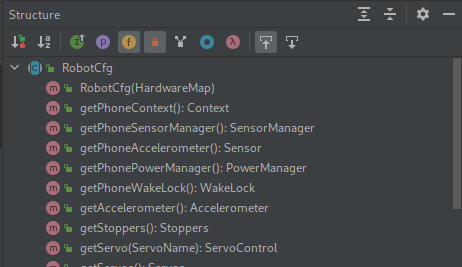 Structure
RobotCfg
RobotCfg(HardwareMap)
getPhoneContext(): Context
getPhoneSensorManager(): SensorManager
getPhoneAccelerometer(): Sensor
getPhonePowerManager(): PowerManager
getPhoneWakeLock(): WakeLock
getAccelerometer(): Accelerometer
getStoppers(): Stoppers
getServo(ServoName): ServoControl